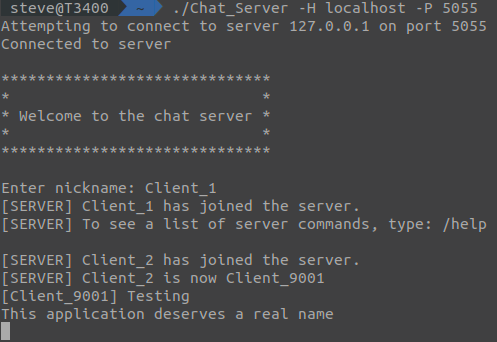 steve@T3400 ~ ./Chat_Server -H localhost -P 5055
Attempting to connect to server 127.0.0.1 on port 5055
Connected to server
*******************************
* *
* Welcome to the chat server *
* *
*******************************
Enter nickname: Client_1
[SERVER] Client_1 has joined the server.
[SERVER] To see a list of server commands, type: /help
[SERVER] Client_2 has joined the server.
[SERVER] Client_2 is now Client_9001
[Client_9001] Testing
This application deserves a real name